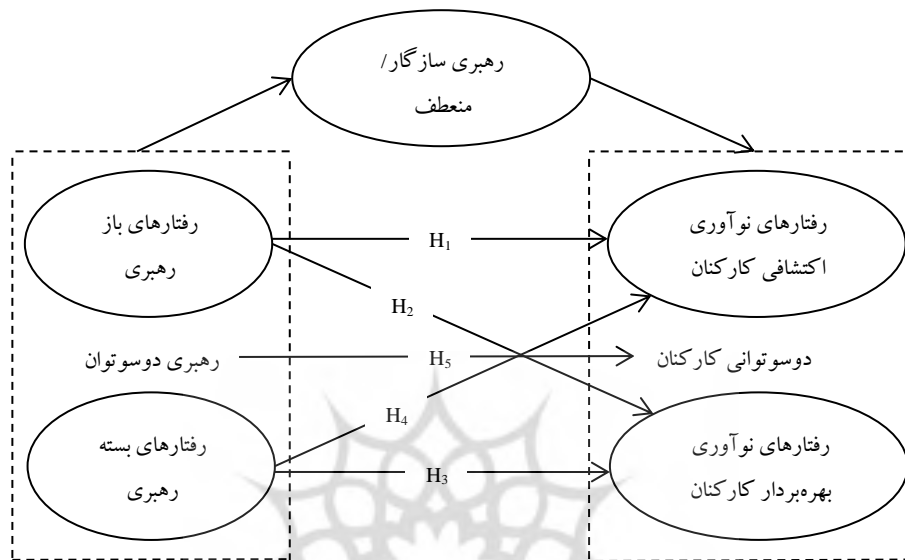 رهبری سازگار/
منعطف
رفتارهای باز
رهبری
H1
رفتارهای نوآوری
اکتشافی کارکنان
H2
رهبری دوسوتوان
H5
دوسوتوانی کارکنان
H4
رفتارهای بسته
رهبری
H3
رفتارهای نوآوری
بهره‌بردار کارکنان